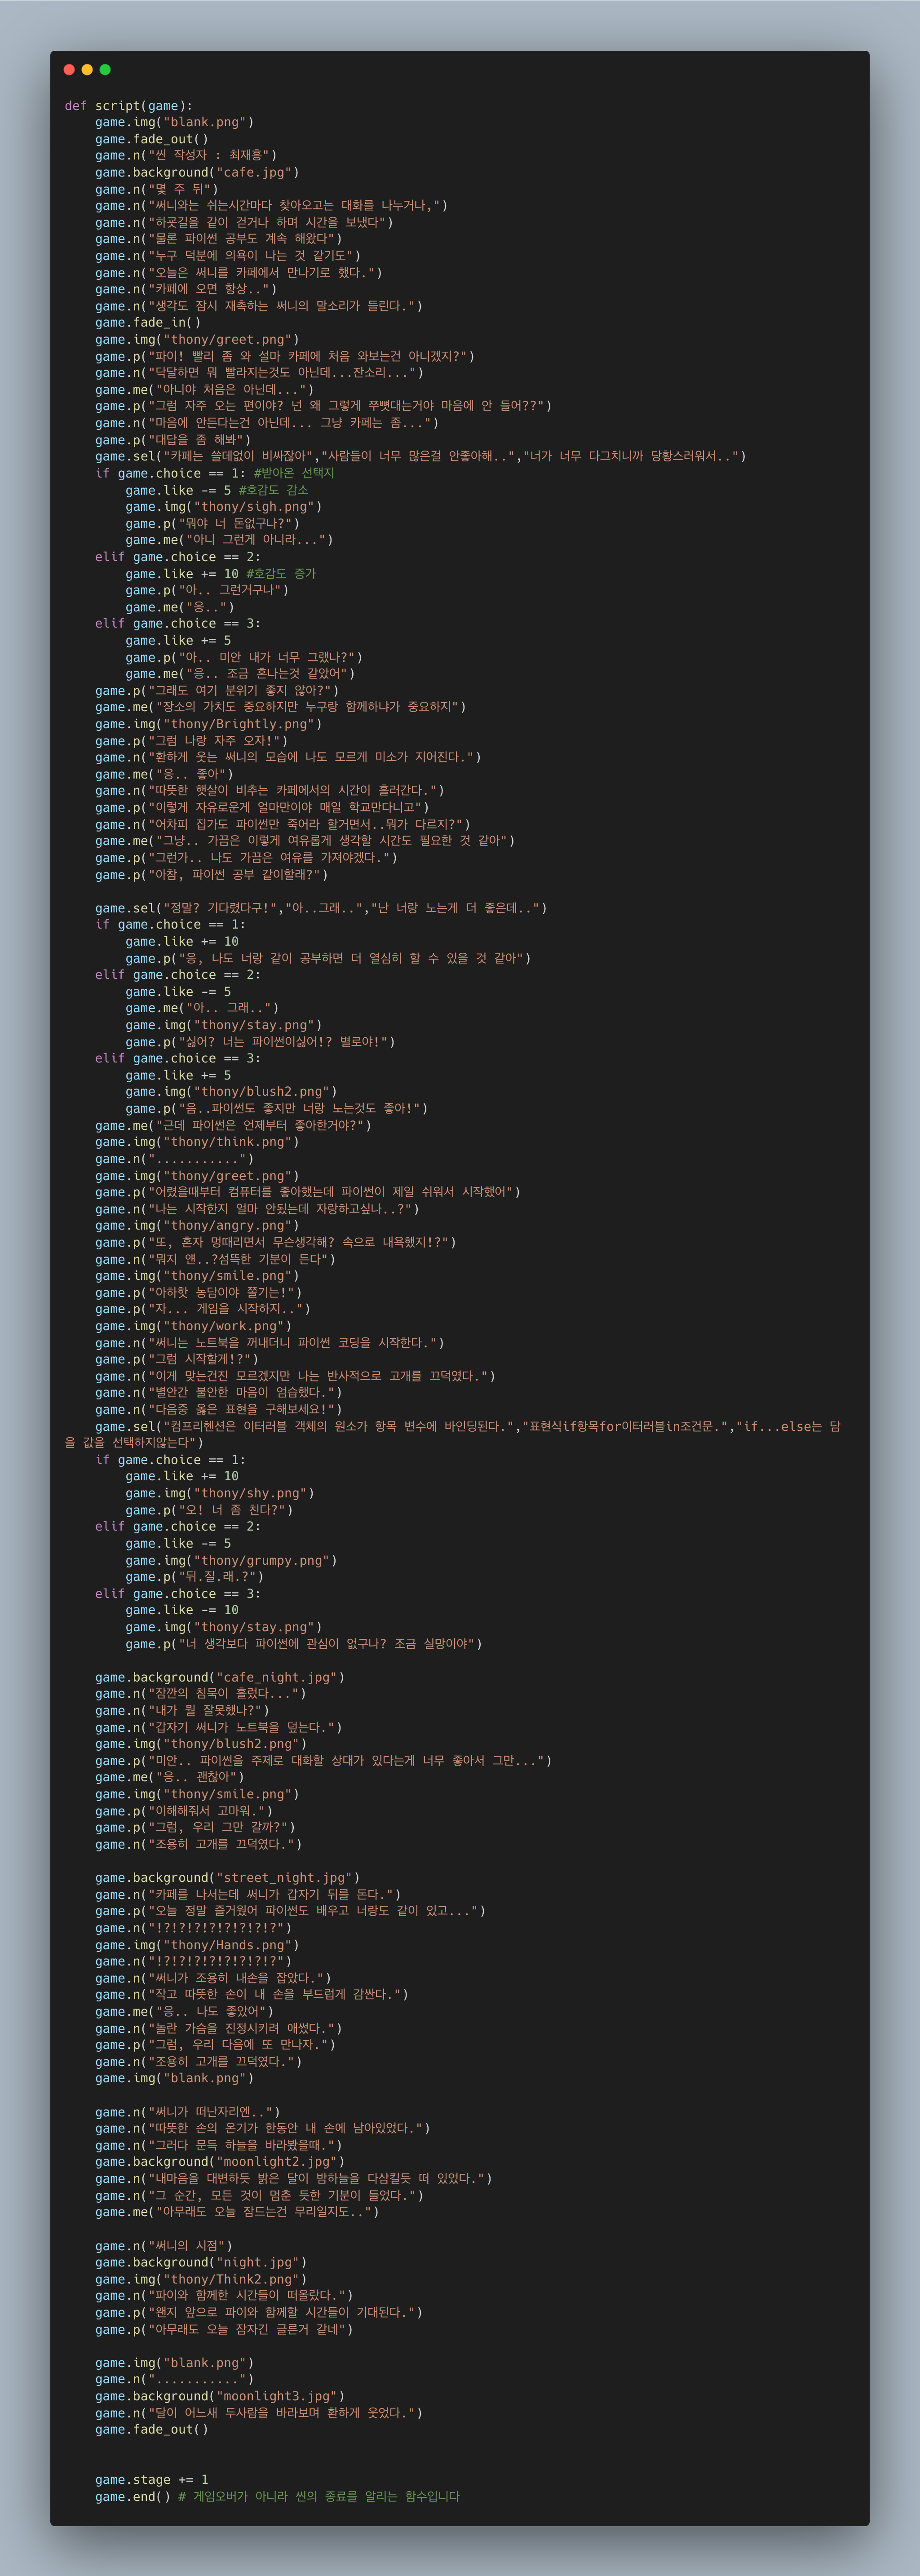 def script(game):
    game.img("blank.png")
    game.fade_out()
    game.n("씬 작성자 : 최재흥")
    game.background("cafe.jpg")
    game.n("몇 주 뒤")
    game.n("써니와는 쉬는시간마다 찾아오고는 대화를 나누거나,")
    game.n("하굣길을 같이 걷거나 하며 시간을 보냈다")
    game.n("물론 파이썬 공부도 계속 해왔다")
    game.n("누구 덕분에 의욕이 나는 것 같기도")
    game.n("오늘은 써니를 카페에서 만나기로 했다.")
    game.n("카페에 오면 항상..")
    game.n("생각도 잠시 재촉하는 써니의 말소리가 들린다.")
    game.fade_in()
    game.img("thony/greet.png")
    game.p("파이! 빨리 좀 와 설마 카페에 처음 와보는건 아니겠지?")
    game.n("닥달하면 뭐 빨라지는것도 아닌데...잔소리...")
    game.me("아니야 처음은 아닌데...")
    game.p("그럼 자주 오는 편이야? 넌 왜 그렇게 쭈뼛대는거야 마음에 안 들어??")
    game.n("마음에 안든다는건 아닌데... 그냥 카페는 좀...")
    game.p("대답을 좀 해봐")
    game.sel("카페는 쓸데없이 비싸잖아","사람들이 너무 많은걸 안좋아해..","너가 너무 다그치니까 당황스러워서..")
    if game.choice == 1: #받아온 선택지
        game.like -= 5 #호감도 감소
        game.img("thony/sigh.png")
        game.p("뭐야 너 돈없구나?")
        game.me("아니 그런게 아니라...")
    elif game.choice == 2:
        game.like += 10 #호감도 증가
        game.p("아.. 그런거구나")
        game.me("응..")
    elif game.choice == 3:
        game.like += 5
        game.p("아.. 미안 내가 너무 그랬나?")
        game.me("응.. 조금 혼나는것 같았어")
    game.p("그래도 여기 분위기 좋지 않아?")
    game.me("장소의 가치도 중요하지만 누구랑 함께하냐가 중요하지")
    game.img("thony/Brightly.png")
    game.p("그럼 나랑 자주 오자!")
    game.n("환하게 웃는 써니의 모습에 나도 모르게 미소가 지어진다.")
    game.me("응.. 좋아")
    game.n("따뜻한 햇살이 비추는 카페에서의 시간이 흘러간다.")
    game.p("이렇게 자유로운게 얼마만이야 매일 학교만다니고")
    game.n("어차피 집가도 파이썬만 죽어라 할거면서..뭐가 다르지?")
    game.me("그냥.. 가끔은 이렇게 여유롭게 생각할 시간도 필요한 것 같아")
    game.p("그런가.. 나도 가끔은 여유를 가져야겠다.")
    game.p("아참, 파이썬 공부 같이할래?")

    game.sel("정말? 기다렸다구!","아..그래..","난 너랑 노는게 더 좋은데..")
    if game.choice == 1:
        game.like += 10
        game.p("응, 나도 너랑 같이 공부하면 더 열심히 할 수 있을 것 같아")
    elif game.choice == 2:
        game.like -= 5
        game.me("아.. 그래..")
        game.img("thony/stay.png")
        game.p("싫어? 너는 파이썬이싫어!? 별로야!")
    elif game.choice == 3:
        game.like += 5
        game.img("thony/blush2.png")
        game.p("음..파이썬도 좋지만 너랑 노는것도 좋아!")
    game.me("근데 파이썬은 언제부터 좋아한거야?")
    game.img("thony/think.png")
    game.n("...........")
    game.img("thony/greet.png")
    game.p("어렸을때부터 컴퓨터를 좋아했는데 파이썬이 제일 쉬워서 시작했어")
    game.n("나는 시작한지 얼마 안됬는데 자랑하고싶나..?")
    game.img("thony/angry.png")
    game.p("또, 혼자 멍때리면서 무슨생각해? 속으로 내욕했지!?")
    game.n("뭐지 얜..?섬뜩한 기분이 든다")
    game.img("thony/smile.png")
    game.p("아하핫 농담이야 쫄기는!")
    game.p("자... 게임을 시작하지..")
    game.img("thony/work.png")
    game.n("써니는 노트북을 꺼내더니 파이썬 코딩을 시작한다.")
    game.p("그럼 시작할게!?")
    game.n("이게 맞는건진 모르겠지만 나는 반사적으로 고개를 끄덕였다.")
    game.n("별안간 불안한 마음이 엄습했다.")
    game.n("다음중 옳은 표현을 구해보세요!")
    game.sel("컴프리헨션은 이터러블 객체의 원소가 항목 변수에 바인딩된다.","표현식if항목for이터러블in조건문.","if...else는 담
을 값을 선택하지않는다")
    if game.choice == 1:
        game.like += 10
        game.img("thony/shy.png")
        game.p("오! 너 좀 친다?")
    elif game.choice == 2:
        game.like -= 5
        game.img("thony/grumpy.png")
        game.p("뒤.질.래.?")
    elif game.choice == 3:
        game.like -= 10
        game.img("thony/stay.png")
        game.p("너 생각보다 파이썬에 관심이 없구나? 조금 실망이야")

    game.background("cafe_night.jpg")
    game.n("잠깐의 침묵이 흘렀다...")
    game.n("내가 뭘 잘못했나?")
    game.n("갑자기 써니가 노트북을 덮는다.")
    game.img("thony/blush2.png")
    game.p("미안.. 파이썬을 주제로 대화할 상대가 있다는게 너무 좋아서 그만...")
    game.me("응.. 괜찮아")
    game.img("thony/smile.png")
    game.p("이해해줘서 고마워.")
    game.p("그럼, 우리 그만 갈까?")
    game.n("조용히 고개를 끄덕였다.")

    game.background("street_night.jpg")
    game.n("카페를 나서는데 써니가 갑자기 뒤를 돈다.")
    game.p("오늘 정말 즐거웠어 파이썬도 배우고 너랑도 같이 있고...")
    game.n("!?!?!?!?!?!?!?!?!?")
    game.img("thony/Hands.png")
    game.n("!?!?!?!?!?!?!?!?!?")
    game.n("써니가 조용히 내손을 잡았다.")
    game.n("작고 따뜻한 손이 내 손을 부드럽게 감싼다.")
    game.me("응.. 나도 좋았어")
    game.n("놀란 가슴을 진정시키려 애썼다.")
    game.p("그럼, 우리 다음에 또 만나자.")
    game.n("조용히 고개를 끄덕였다.")
    game.img("blank.png")

    game.n("써니가 떠난자리엔..")
    game.n("따뜻한 손의 온기가 한동안 내 손에 남아있었다.")
    game.n("그러다 문득 하늘을 바라봤을때.")
    game.background("moonlight2.jpg")
    game.n("내마음을 대변하듯 밝은 달이 밤하늘을 다삼킬듯 떠 있었다.")
    game.n("그 순간, 모든 것이 멈춘 듯한 기분이 들었다.")
    game.me("아무래도 오늘 잠드는건 무리일지도..")

    game.n("써니의 시점")
    game.background("night.jpg")
    game.img("thony/Think2.png")
    game.n("파이와 함께한 시간들이 떠올랐다.")
    game.p("왠지 앞으로 파이와 함께할 시간들이 기대된다.")
    game.p("아무래도 오늘 잠자긴 글른거 같네")

    game.img("blank.png")
    game.n("...........")
    game.background("moonlight3.jpg")
    game.n("달이 어느새 두사람을 바라보며 환하게 웃었다.")
    game.fade_out()


    game.stage += 1
    game.end() # 게임오버가 아니라 씬의 종료를 알리는 함수입니다